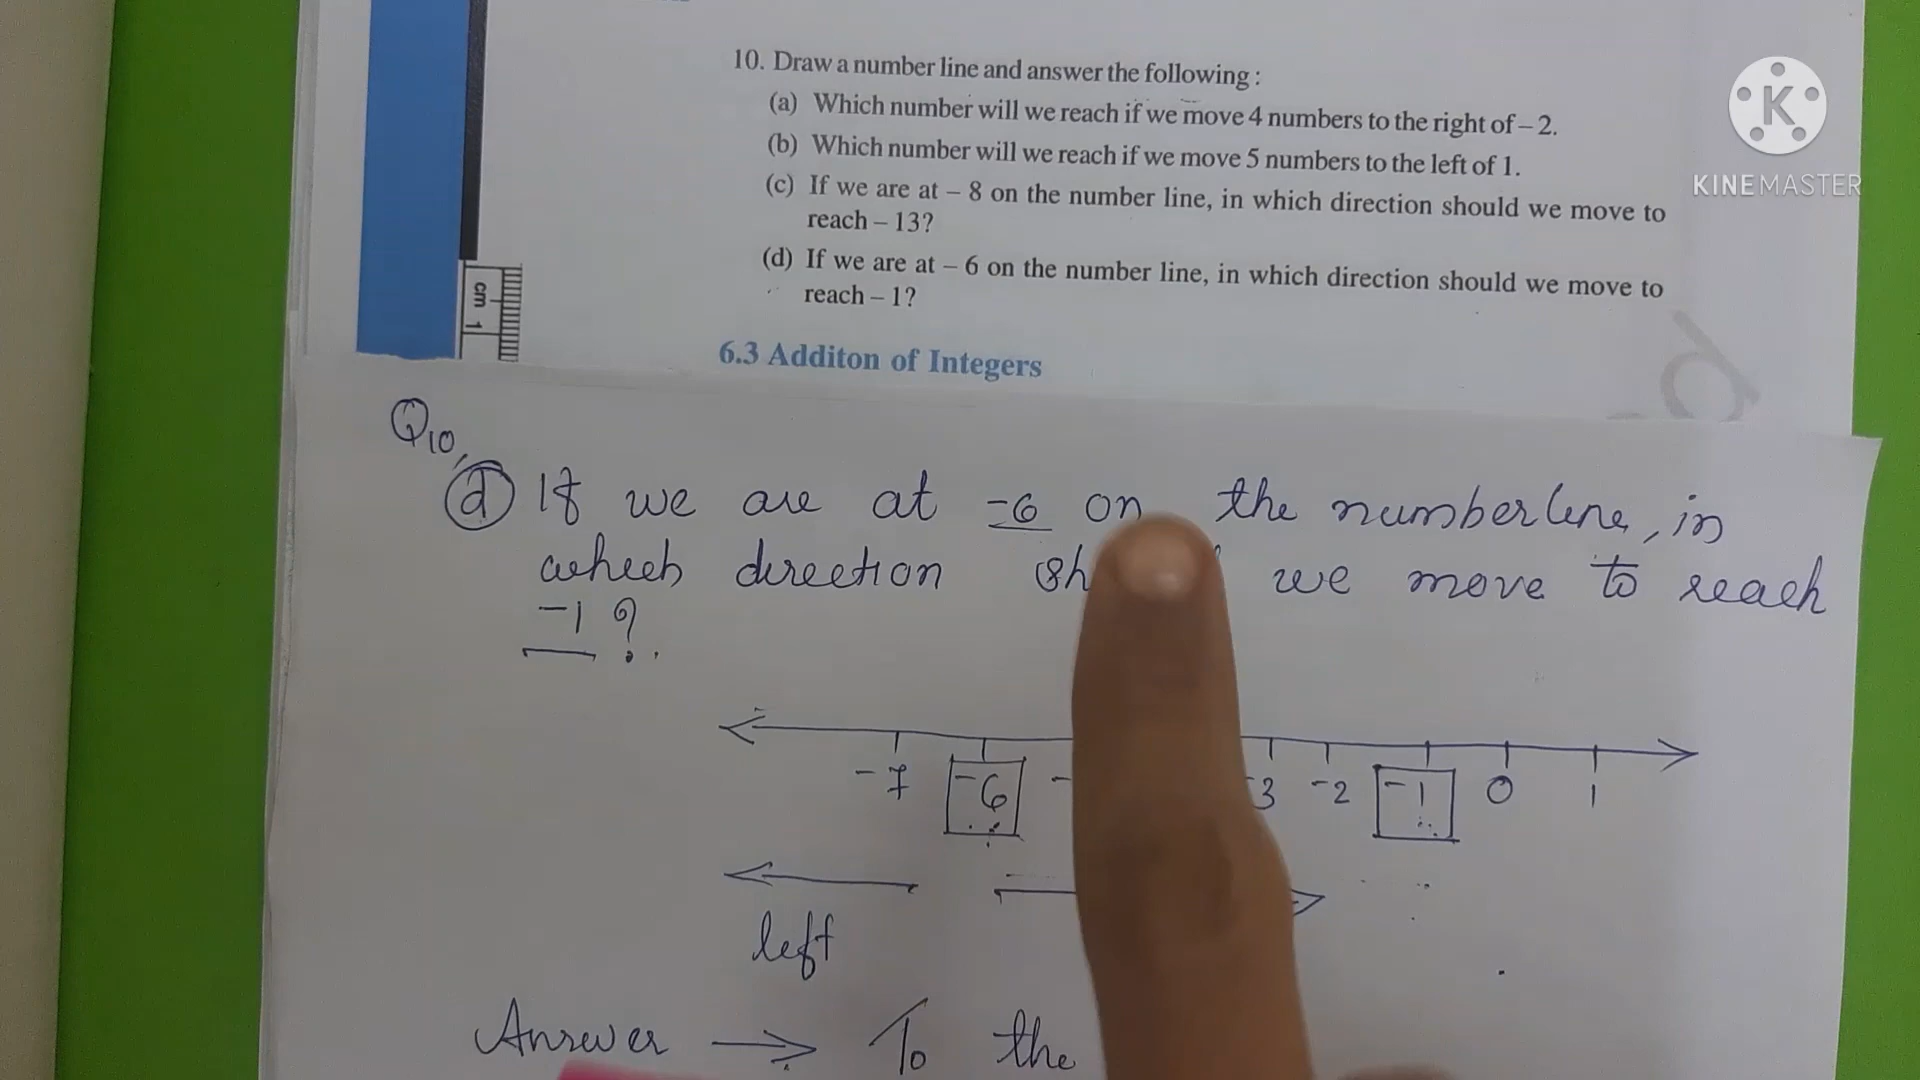 10. Draw a number line and answer the following :
(a) Which number will we reach if we move 4 numbers to the right of – 2.
(b) Which number will we reach if we move 5 numbers to the left of 1.
(c) If we are at – 8 on the number line, in which direction should we move to
reach – 13?
(d) If we are at – 6 on the number line, in which direction should we move to
reach – 1?
6.3 Additon of Integers
KINEMASTER
cm 1
Q10,
(d) If we are at -6 on the number line, in
which direction we move to reach
-1 ?
-7 -6 -3 -2 -1 0 1
left
Answer → To the